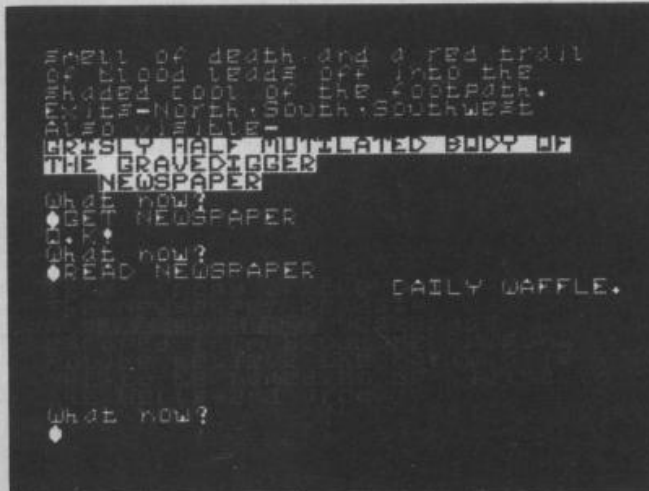 smell of death and a red trail
of blood leads off into the
shaded cool of the footpath.
Exits-North.South.Southwest
Also visible-
GRISLY HALF MUTILATED BODY OF
THE GRAVEDIGGER
NEWSPAPER
What now?
GET NEWSPAPER
O.K!
What now?
READ NEWSPAPER
DAILY WAFFLE.
What now?